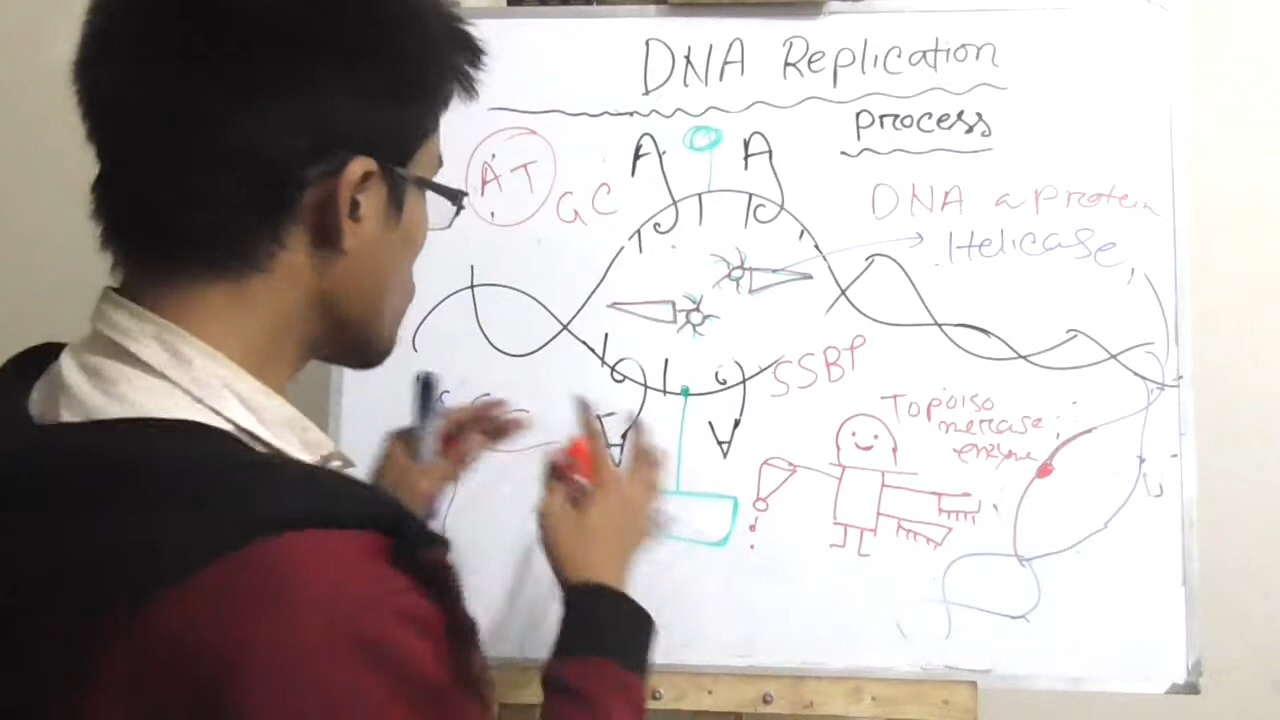 DNA Replication
process
AT
GC
A A
DNA a protein
Helicase,
SSBP
Topoiso
merase;
enzyme